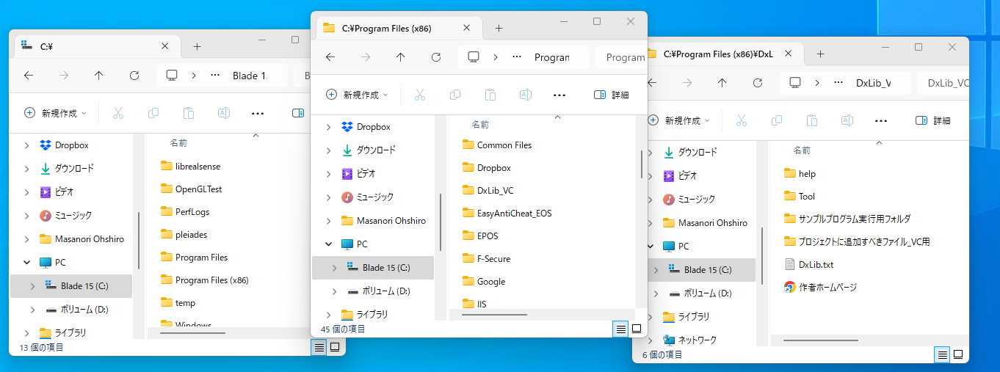 C:¥
Blade 1.
B
新規作成
Dropbox
ダウンロード
ビデオ
ミュージック
Masanori Ohshiro
PC
Blade 15 (C:)
ボリューム (D:)
ライブラリ
名前
librealsense
OpenGLTest
PerfLogs
pleiades
Program Files
Program Files (x86)
temp
Windows
13 個の項目
C:¥Program Files (x86)
Progran
Program
新規作成
詳細
Dropbox
ダウンロード
ビデオ
ミュージック
Masanori Ohshiro
PC
Blade 15 (C:)
ボリューム (D:)
ライブラリ
名前
Common Files
Dropbox
DxLib_VC
EasyAntiCheat_EOS
EPOS
F-Secure
Google
IIS
45 個の項目
C:¥Program Files (x86)¥DxLi
DxLib_V
DxLib_VC
新規作成
詳細
ダウンロード
ビデオ
ミュージック
Masanori Ohshiro
PC
Blade 15 (C:)
ボリューム (D:)
ライブラリ
ネットワーク
名前
help
Tool
サンプルプログラム実行用フォルダ
プロジェクトに追加すべきファイル_VC用
DxLib.txt
作者ホームページ
6 個の項目